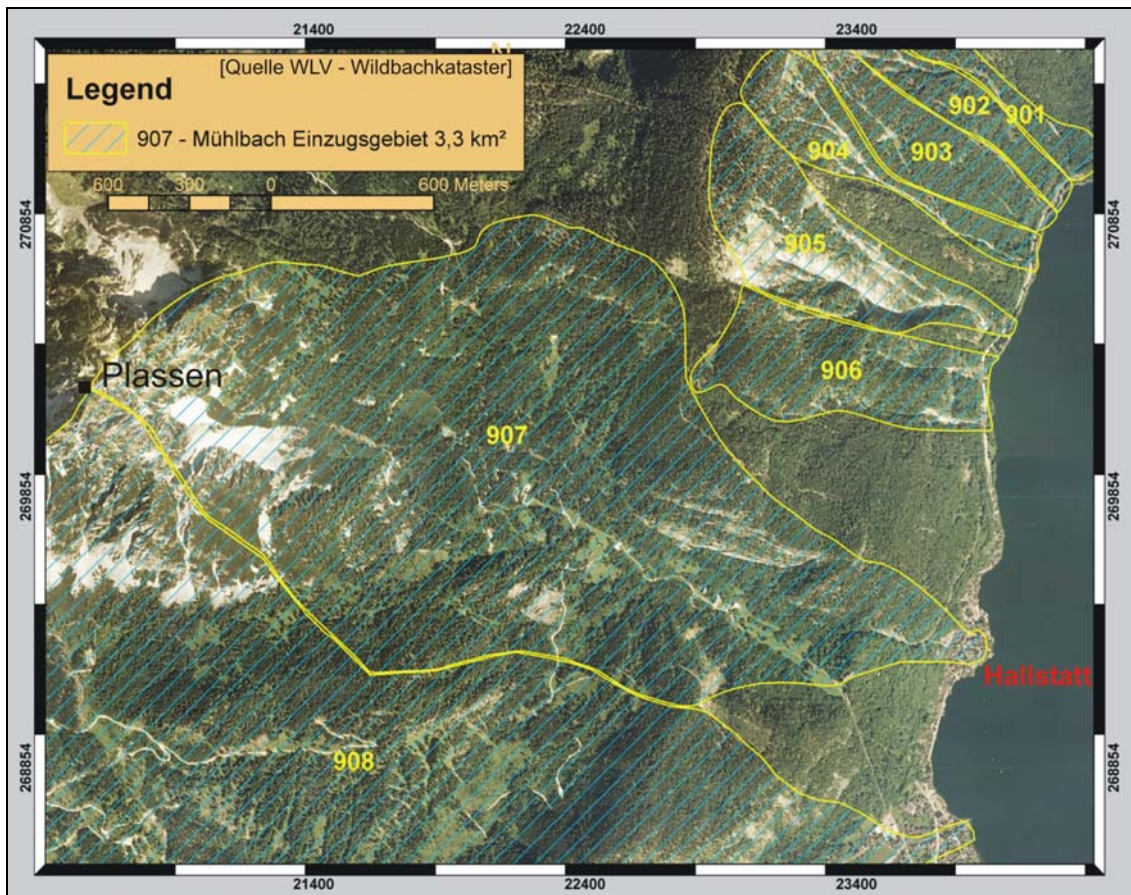 21400 22400 23400
[Quelle WLV - Wildbachkataster]
Legend
907 - Mühlbach Einzugsgebiet 3,3 km²
600 300 0 600 Meters
902
901
903
904
270854 270854
905
Plassen
906
907
269854 269854
Hallstatt
908
268854 268854
21400 22400 23400